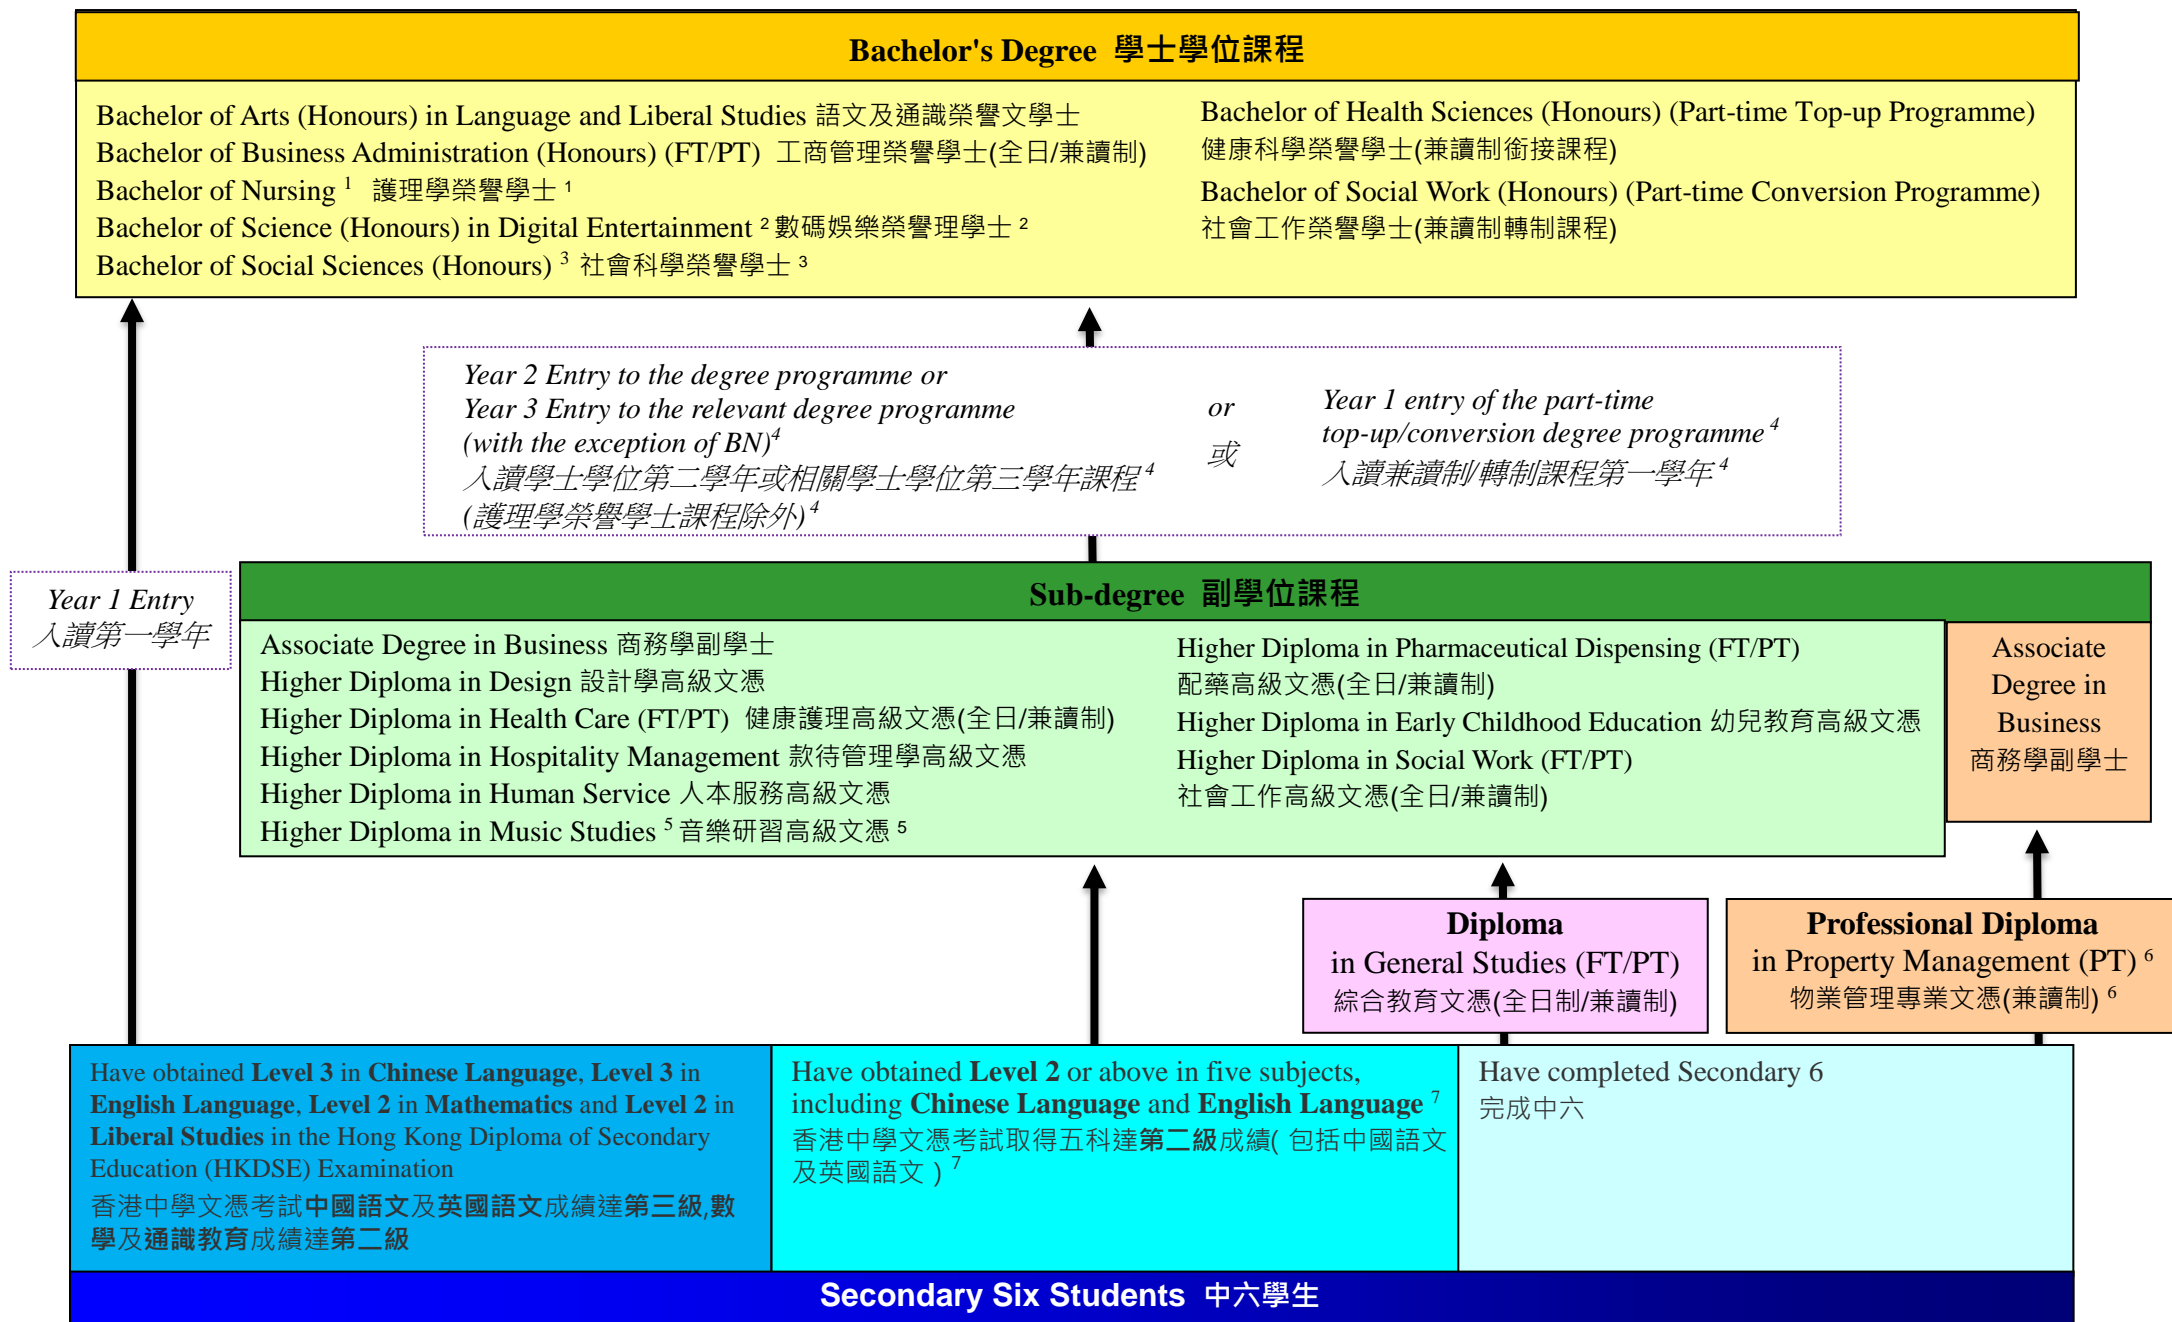 Bachelor's Degree 學士學位課程
Bachelor of Arts (Honours) in Language and Liberal Studies 語文及通識榮譽文學士
Bachelor of Business Administration (Honours) (FT/PT) 工商管理榮譽學士(全日/兼讀制)
Bachelor of Nursing ¹ 護理學榮譽學士 ¹
Bachelor of Science (Honours) in Digital Entertainment ² 數碼娛樂榮譽理學士 ²
Bachelor of Social Sciences (Honours) ³ 社會科學榮譽學士 ³
Bachelor of Health Sciences (Honours) (Part-time Top-up Programme)
健康科學榮譽學士(兼讀制銜接課程)
Bachelor of Social Work (Honours) (Part-time Conversion Programme)
社會工作榮譽學士(兼讀制轉制課程)
Year 2 Entry to the degree programme or
Year 3 Entry to the relevant degree programme
(with the exception of BN)⁴
入讀學士學位第二學年或相關學士學位第三學年課程⁴
(護理學榮譽學士課程除外)⁴
or
或
Year 1 entry of the part-time
top-up/conversion degree programme ⁴
入讀兼讀制/轉制課程第一學年⁴
Year 1 Entry
入讀第一學年
Sub-degree 副學位課程
Associate Degree in Business 商務學副學士
Higher Diploma in Design 設計學高級文憑
Higher Diploma in Health Care (FT/PT) 健康護理高級文憑(全日/兼讀制)
Higher Diploma in Hospitality Management 款待管理學高級文憑
Higher Diploma in Human Service 人本服務高級文憑
Higher Diploma in Music Studies ⁵ 音樂研習高級文憑 ⁵
Higher Diploma in Pharmaceutical Dispensing (FT/PT)
配藥高級文憑(全日/兼讀制)
Higher Diploma in Early Childhood Education 幼兒教育高級文憑
Higher Diploma in Social Work (FT/PT)
社會工作高級文憑(全日/兼讀制)
Associate
Degree in
Business
商務學副學士
Diploma
in General Studies (FT/PT)
綜合教育文憑(全日制/兼讀制)
Professional Diploma
in Property Management (PT) ⁶
物業管理專業文憑(兼讀制) ⁶
Have obtained Level 3 in Chinese Language, Level 3 in
English Language, Level 2 in Mathematics and Level 2 in
Liberal Studies in the Hong Kong Diploma of Secondary
Education (HKDSE) Examination
香港中學文憑考試中國語文及英國語文成績達第三級,數
學及通識教育成績達第二級
Have obtained Level 2 or above in five subjects,
including Chinese Language and English Language ⁷
香港中學文憑考試取得五科達第二級成績( 包括中國語文
及英國語文 ) ⁷
Have completed Secondary 6
完成中六
Secondary Six Students 中六學生